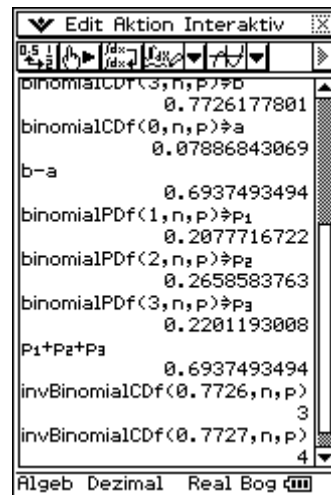 Edit Aktion Interaktiv
binomialCDf(3,n,p)⇒b
0.7726177801
binomialCDf(0,n,p)⇒a
0.07886843069
b-a
0.6937493494
binomialPDf(1,n,p)⇒p₁
0.2077716722
binomialPDf(2,n,p)⇒p₂
0.2658583763
binomialPDf(3,n,p)⇒p₃
0.2201193008
p₁+p₂+p₃
0.6937493494
invBinomialCDf(0.7726,n,p)
3
invBinomialCDf(0.7727,n,p)
4
Algeb Dezimal Real Bog